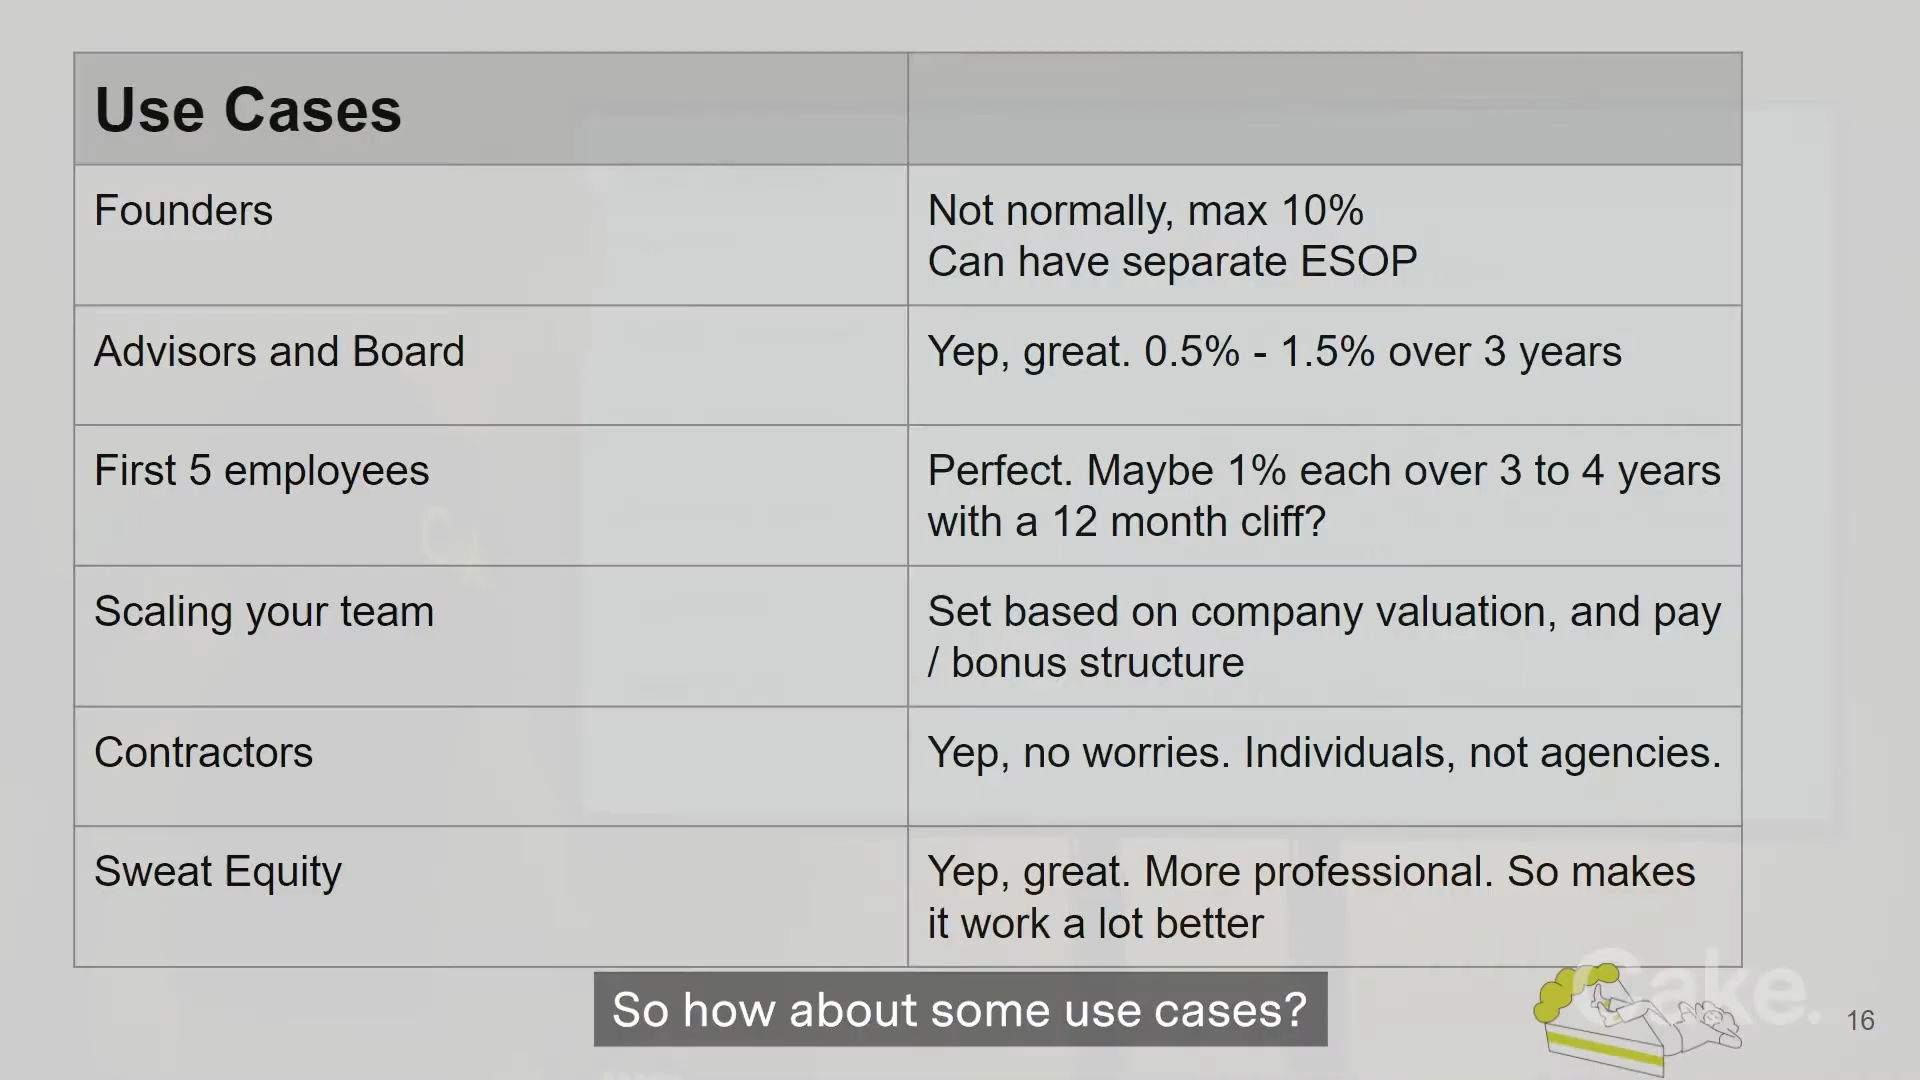 Use Cases
Founders
Not normally, max 10%
Can have separate ESOP
Advisors and Board
Yep, great. 0.5% - 1.5% over 3 years
First 5 employees
Perfect. Maybe 1% each over 3 to 4 years
with a 12 month cliff?
Scaling your team
Set based on company valuation, and pay
/ bonus structure
Contractors
Yep, no worries. Individuals, not agencies.
Sweat Equity
Yep, great. More professional. So makes
it work a lot better
So how about some use cases?
Cake.
16